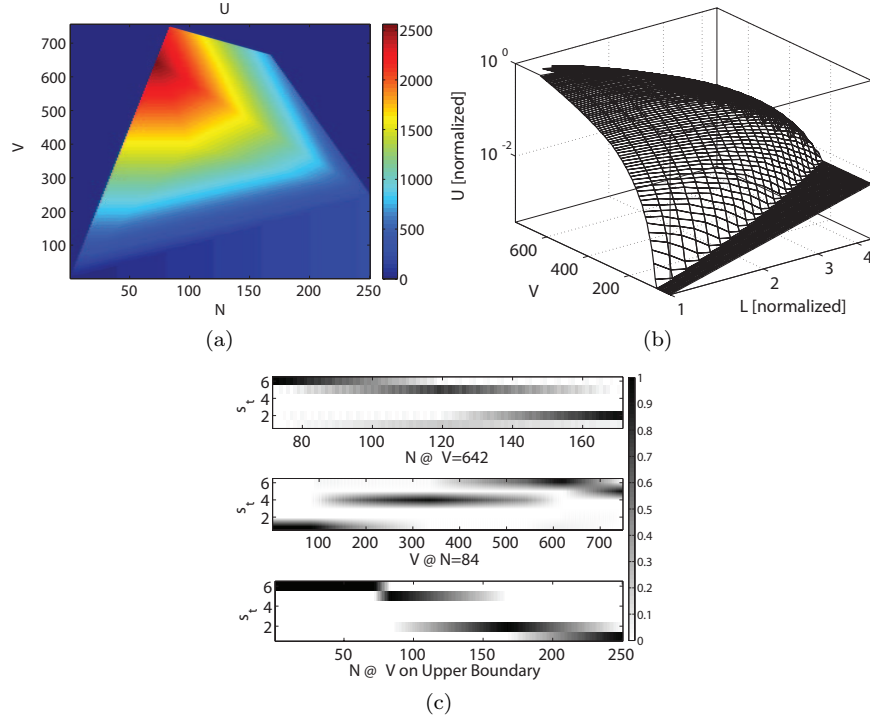 U
700
600
500
400
300
200
100
V
50 100 150 200 250
N
2500
2000
1500
1000
500
0
(a)
10^0
10^-2
U [normalized]
600
400
200
V
1
2
3
4
L [normalized]
(b)
6
4
2
s_t
80 100 120 140 160
N @ V=642
6
4
2
s_t
100 200 300 400 500 600 700
V @ N=84
6
4
2
s_t
50 100 150 200 250
N @ V on Upper Boundary
1
0.9
0.8
0.7
0.6
0.5
0.4
0.3
0.2
0.1
0
(c)